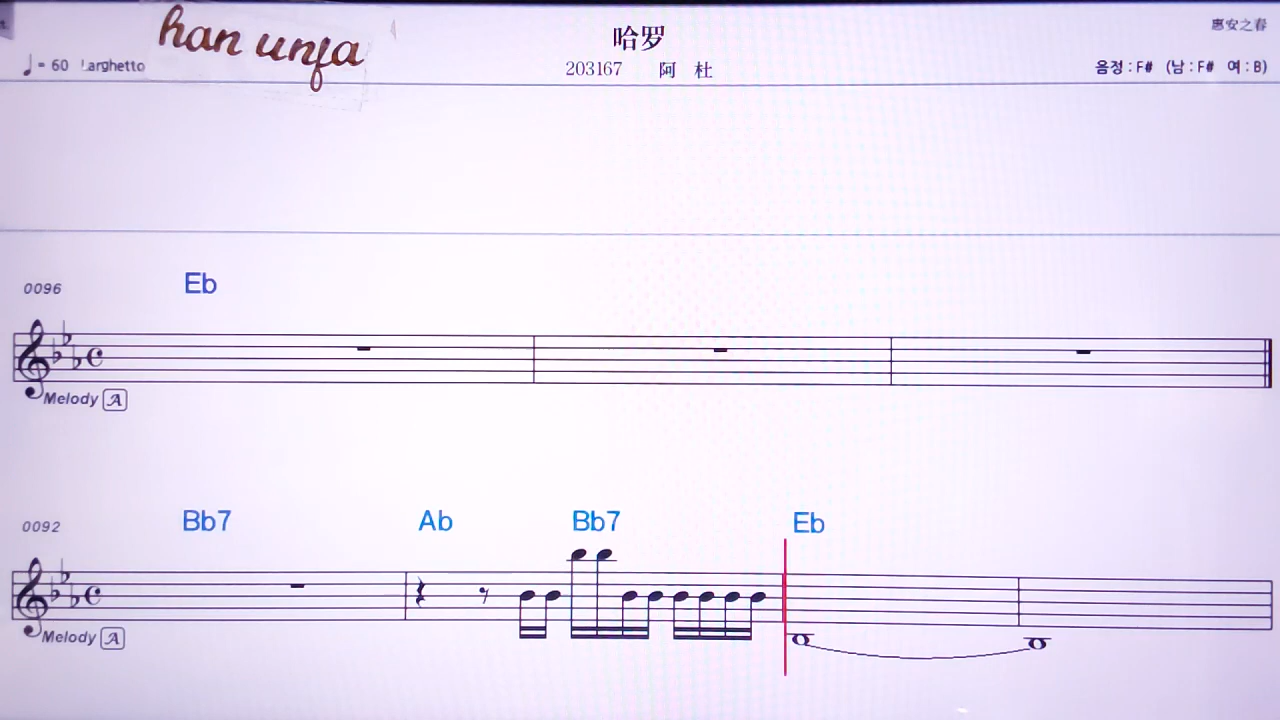 han unfa
哈罗
惠安之春
♩= 60 Larghetto
203167 阿 杜
음정 : F# (남 : F# 여 : B)
0096 Eb
Melody A
0092 Bb7 Ab Bb7 Eb
Melody A